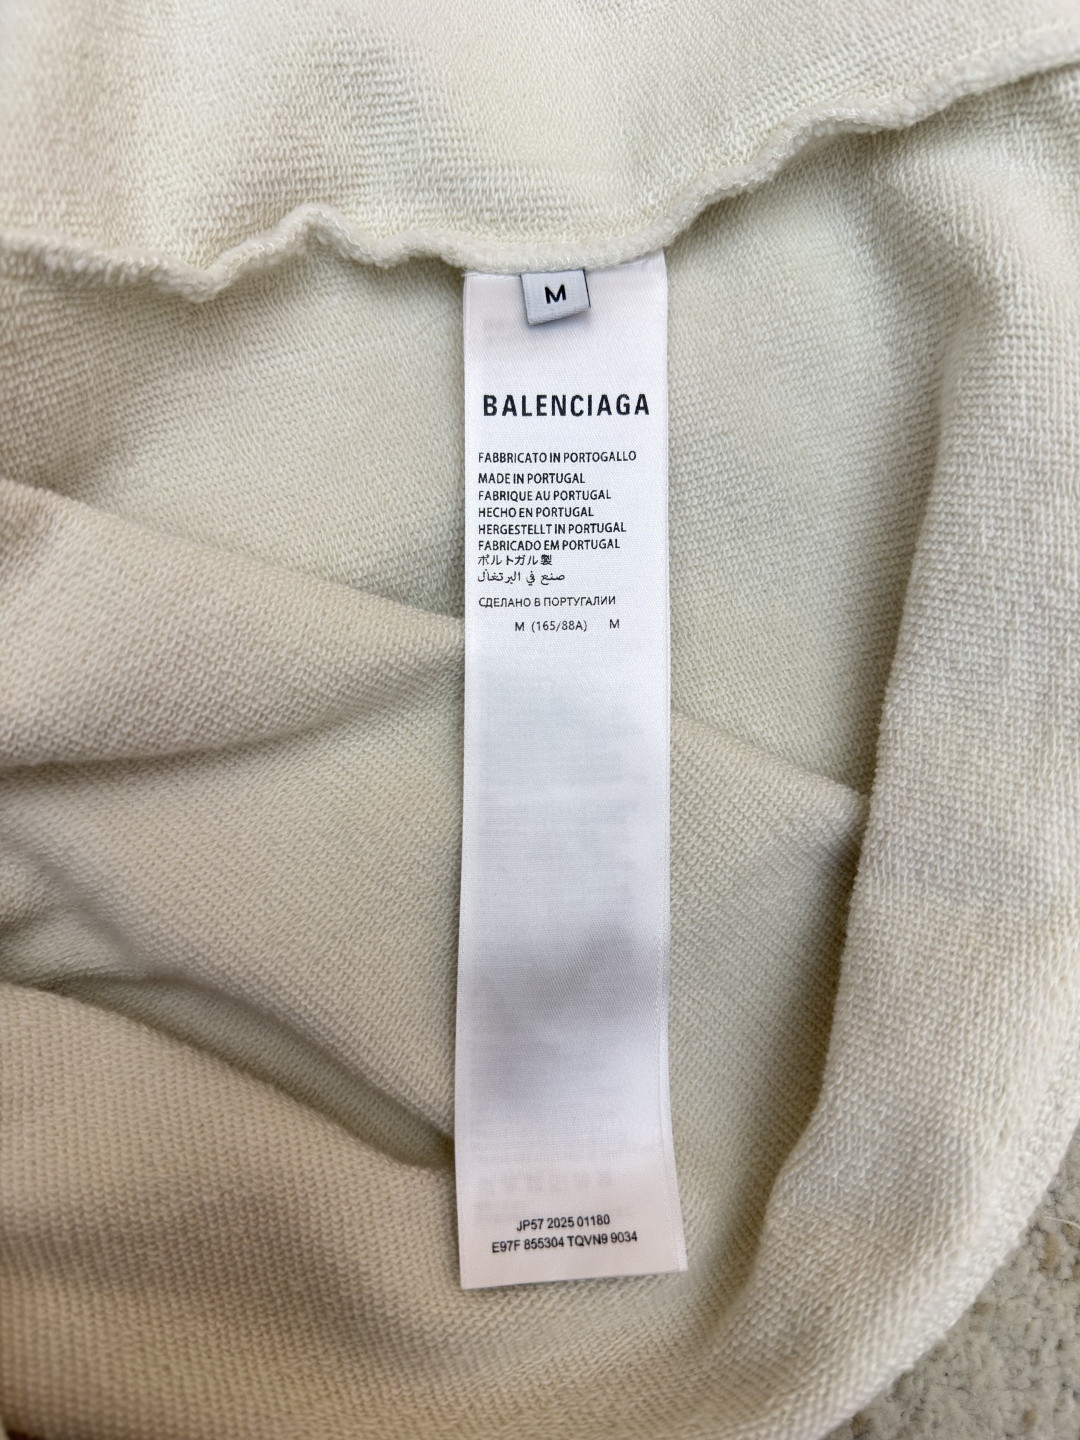 M
BALENCIAGA
FABBRICATO IN PORTOGALLO
MADE IN PORTUGAL
FABRIQUE AU PORTUGAL
HECHO EN PORTUGAL
HERGESTELLT IN PORTUGAL
FABRICADO EM PORTUGAL
ポルトガル製
صنع في البرتغال
СДЕЛАНО В ПОРТУГАЛИИ
M (165/88A) M
JP57 2025 01180
E97F 855304 TQVN9 9034